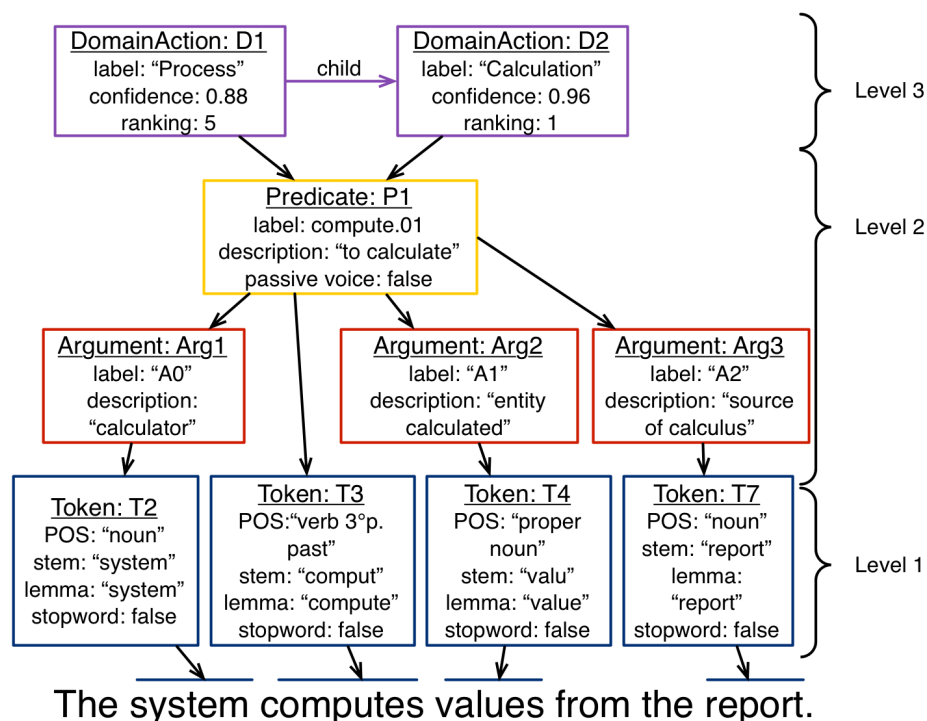 DomainAction: D1
label: “Process”
confidence: 0.88
ranking: 5
child
DomainAction: D2
label: “Calculation”
confidence: 0.96
ranking: 1
Level 3
Predicate: P1
label: compute.01
description: “to calculate”
passive voice: false
Level 2
Argument: Arg1
label: “A0”
description:
“calculator”
Argument: Arg2
label: “A1”
description: “entity
calculated”
Argument: Arg3
label: “A2”
description: “source
of calculus”
Token: T2
POS: “noun”
stem: “system”
lemma: “system”
stopword: false
Token: T3
POS:“verb 3°p.
past”
stem: “comput”
lemma: “compute”
stopword: false
Token: T4
POS: “proper
noun”
stem: “valu”
lemma: “value”
stopword: false
Token: T7
POS: “noun”
stem: “report”
lemma:
“report”
stopword: false
Level 1
The system computes values from the report.